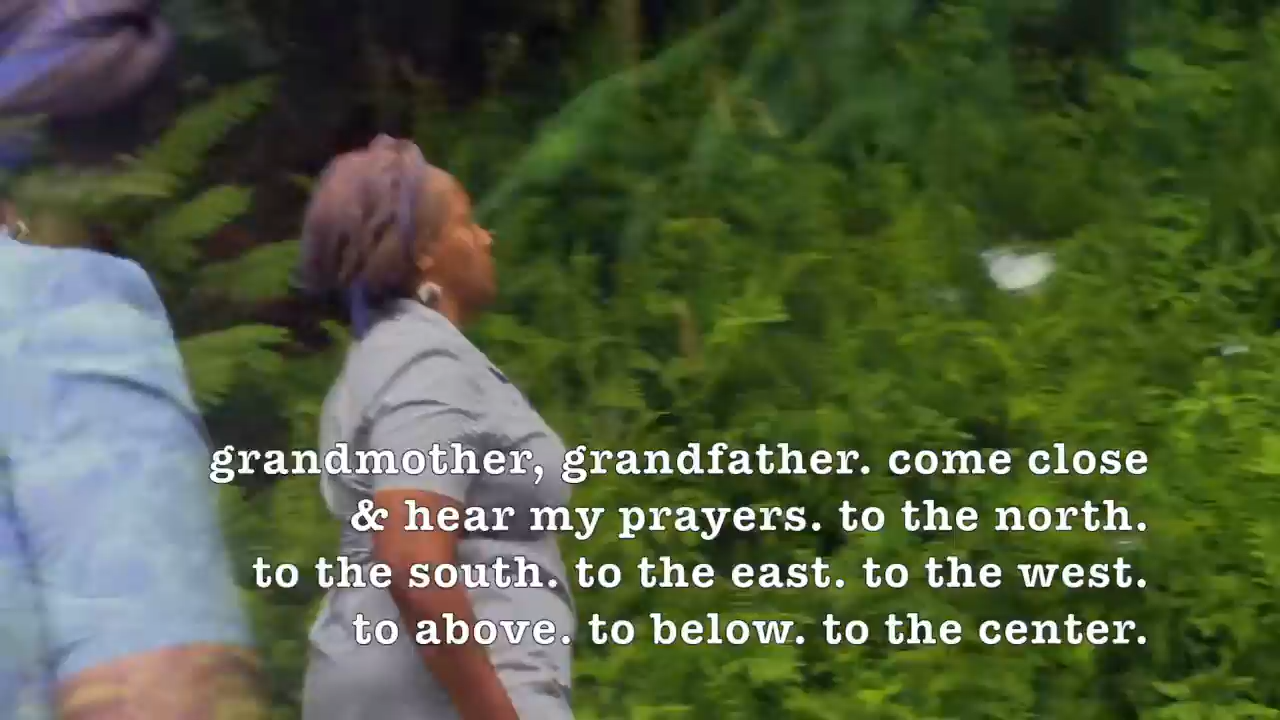 grandmother, grandfather. come close
& hear my prayers. to the north.
to the south. to the east. to the west.
to above. to below. to the center.